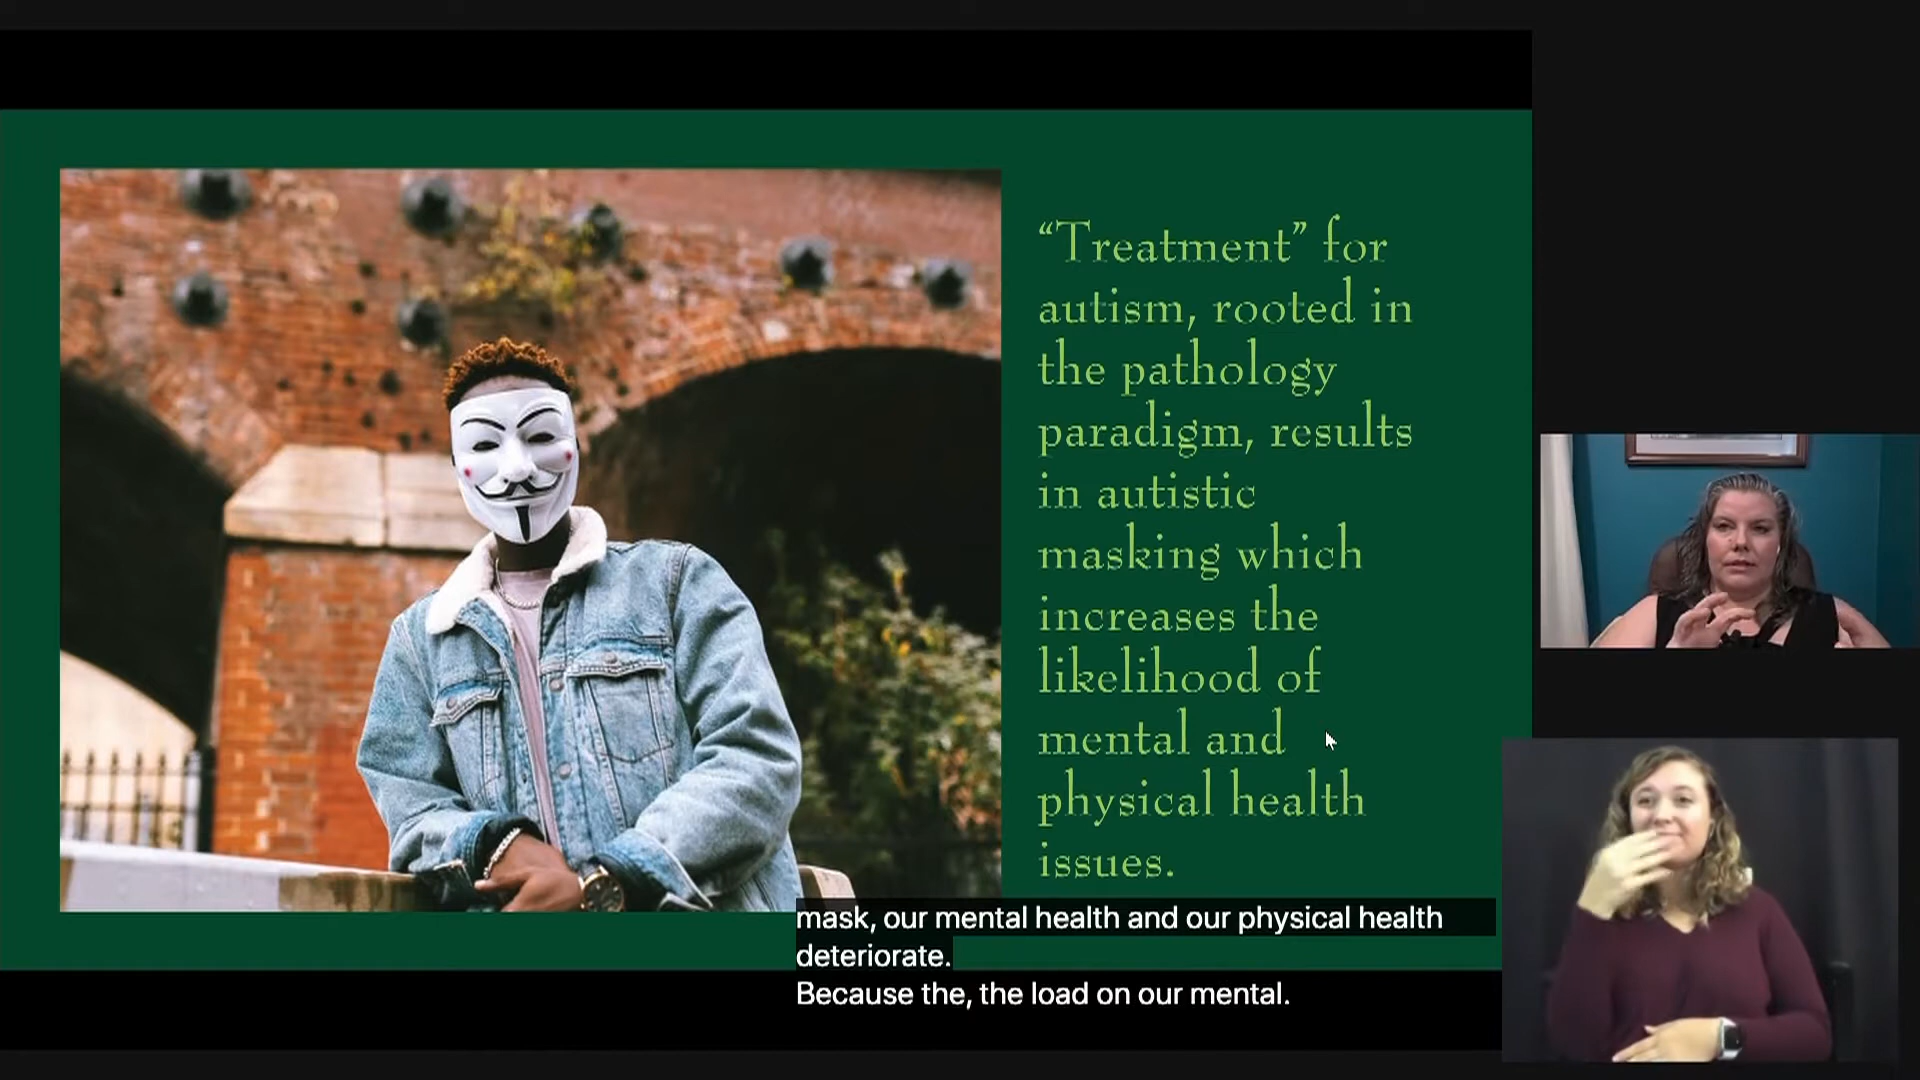 “Treatment” for
autism, rooted in
the pathology
paradigm, results
in autistic
masking which
increases the
likelihood of
mental and
physical health
issues.
mask, our mental health and our physical health
deteriorate.
Because the, the load on our mental.